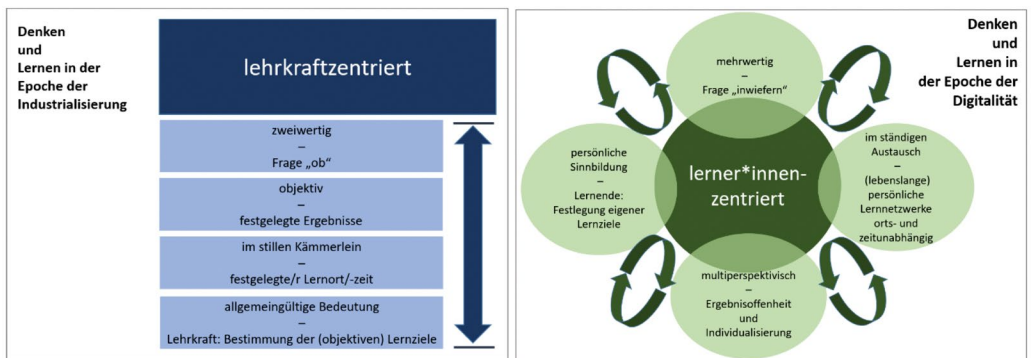 Denken
und
Lernen in der
Epoche der
Industrialisierung
lehrkraftzentriert
zweiwertig
–
Frage „ob“
objektiv
–
festgelegte Ergebnisse
im stillen Kämmerlein
–
festgelegte/r Lernort/-zeit
allgemeingültige Bedeutung
–
Lehrkraft: Bestimmung der (objektiven) Lernziele
Denken
und
Lernen in
der Epoche der
Digitalität
mehrwertig
–
Frage „inwiefern“
persönliche
Sinnbildung
–
Lernende:
Festlegung eigener
Lernziele
lerner*innen-
zentriert
im ständigen
Austausch
–
(lebenslange)
persönliche
Lernnetzwerke
orts- und
zeitunabhängig
multiperspektivisch
–
Ergebnisoffenheit
und
Individualisierung